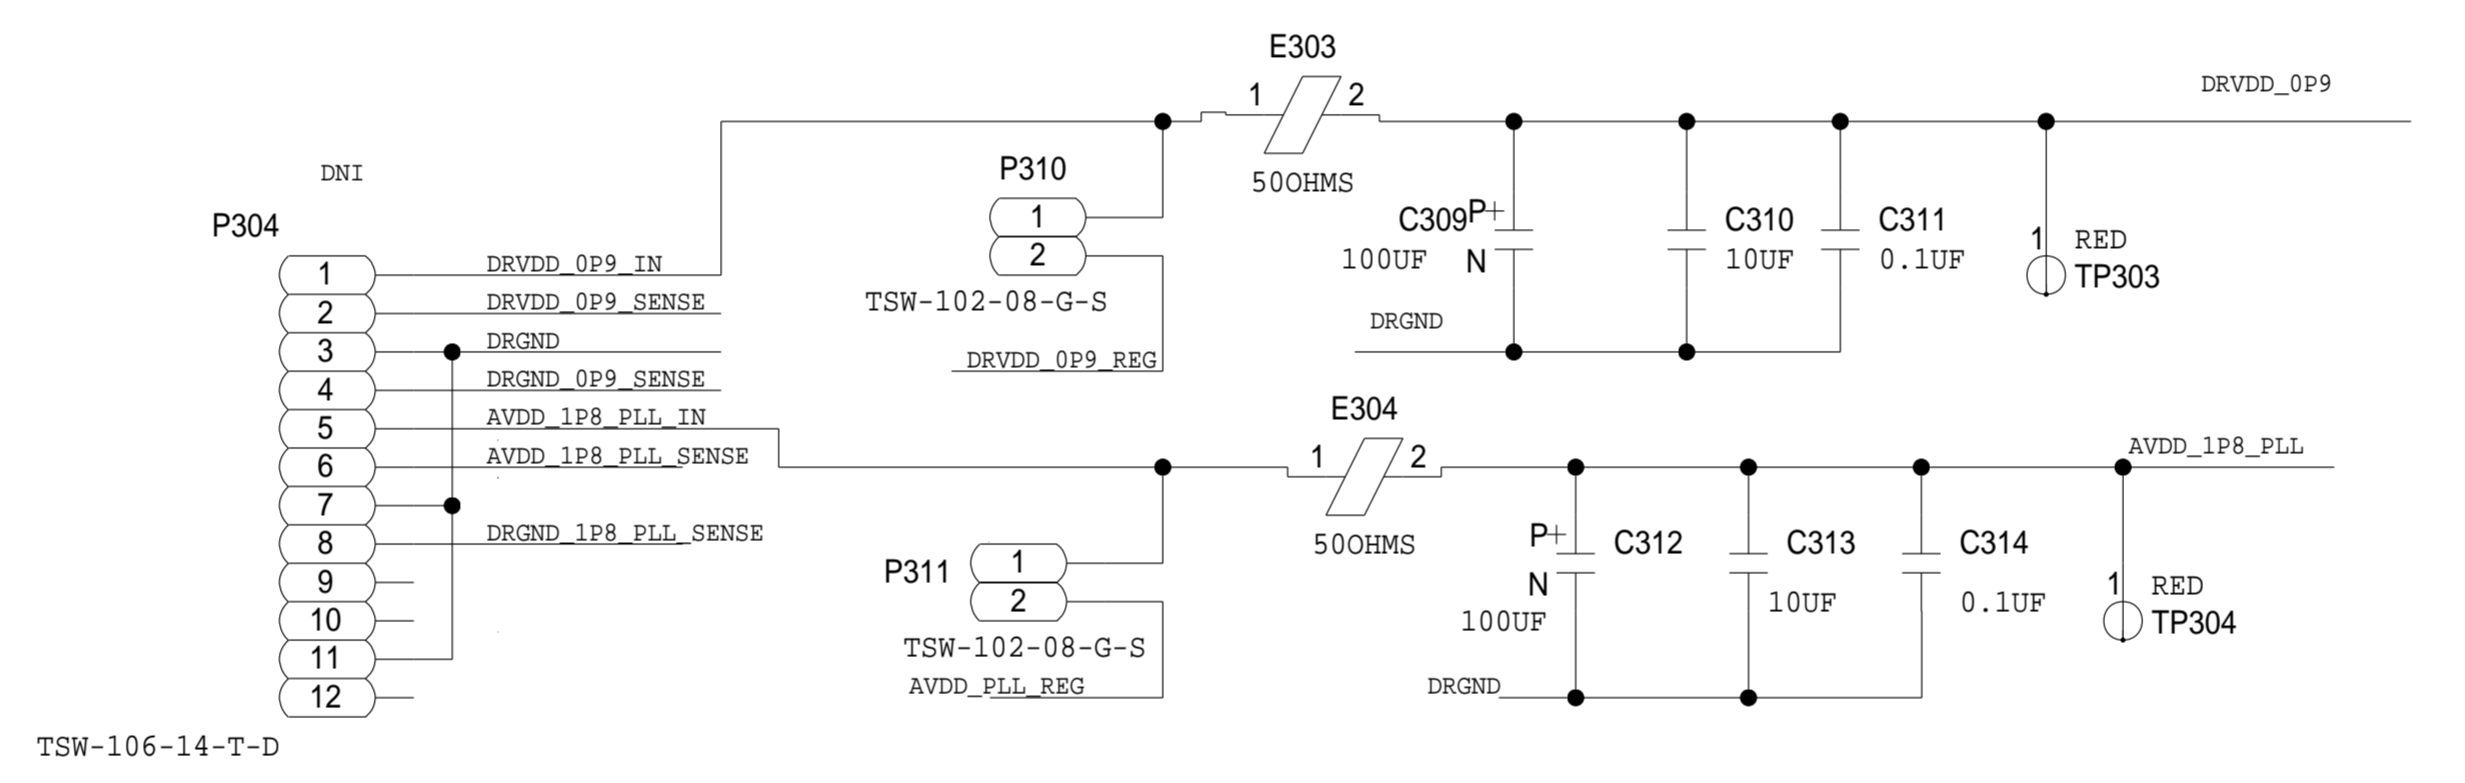 E303
1
2
DRVDD_0P9
50OHMS
DNI
P304
1
2
3
4
5
6
7
8
9
10
11
12
TSW-106-14-T-D
DRVDD_0P9_IN
DRVDD_0P9_SENSE
DRGND
DRGND_0P9_SENSE
AVDD_1P8_PLL_IN
AVDD_1P8_PLL_SENSE
DRGND_1P8_PLL_SENSE
P310
1
2
TSW-102-08-G-S
DRVDD_0P9_REG
C309
P+
100UF
N
C310
10UF
C311
0.1UF
1
RED
TP303
DRGND
E304
1
2
AVDD_1P8_PLL
50OHMS
P311
1
2
TSW-102-08-G-S
AVDD_PLL_REG
P+
C312
N
100UF
C313
10UF
C314
0.1UF
1
RED
TP304
DRGND